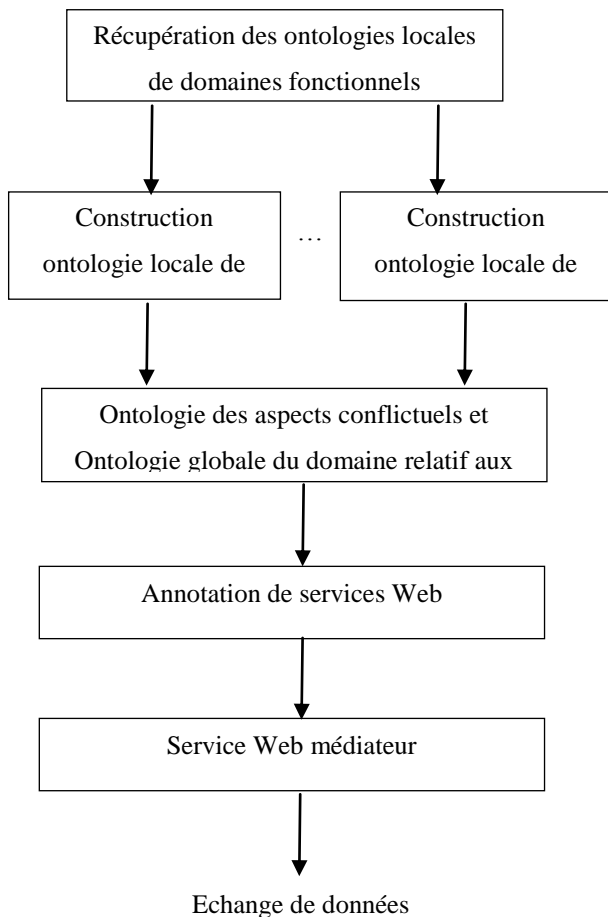 Récupération des ontologies locales
de domaines fonctionnels
Construction
ontologie locale de
...
Construction
ontologie locale de
Ontologie des aspects conflictuels et
Ontologie globale du domaine relatif aux
Annotation de services Web
Service Web médiateur
Echange de données